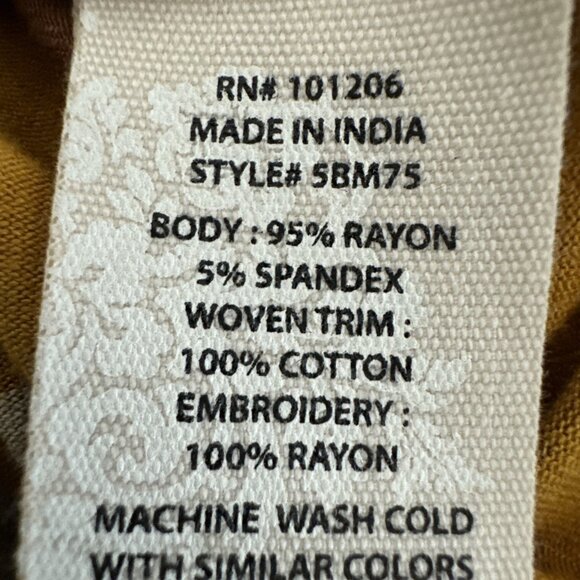 RN# 101206
MADE IN INDIA
STYLE# 5BM75
BODY : 95% RAYON
5% SPANDEX
WOVEN TRIM :
100% COTTON
EMBROIDERY :
100% RAYON
MACHINE WASH COLD
WITH SIMILAR COLORS